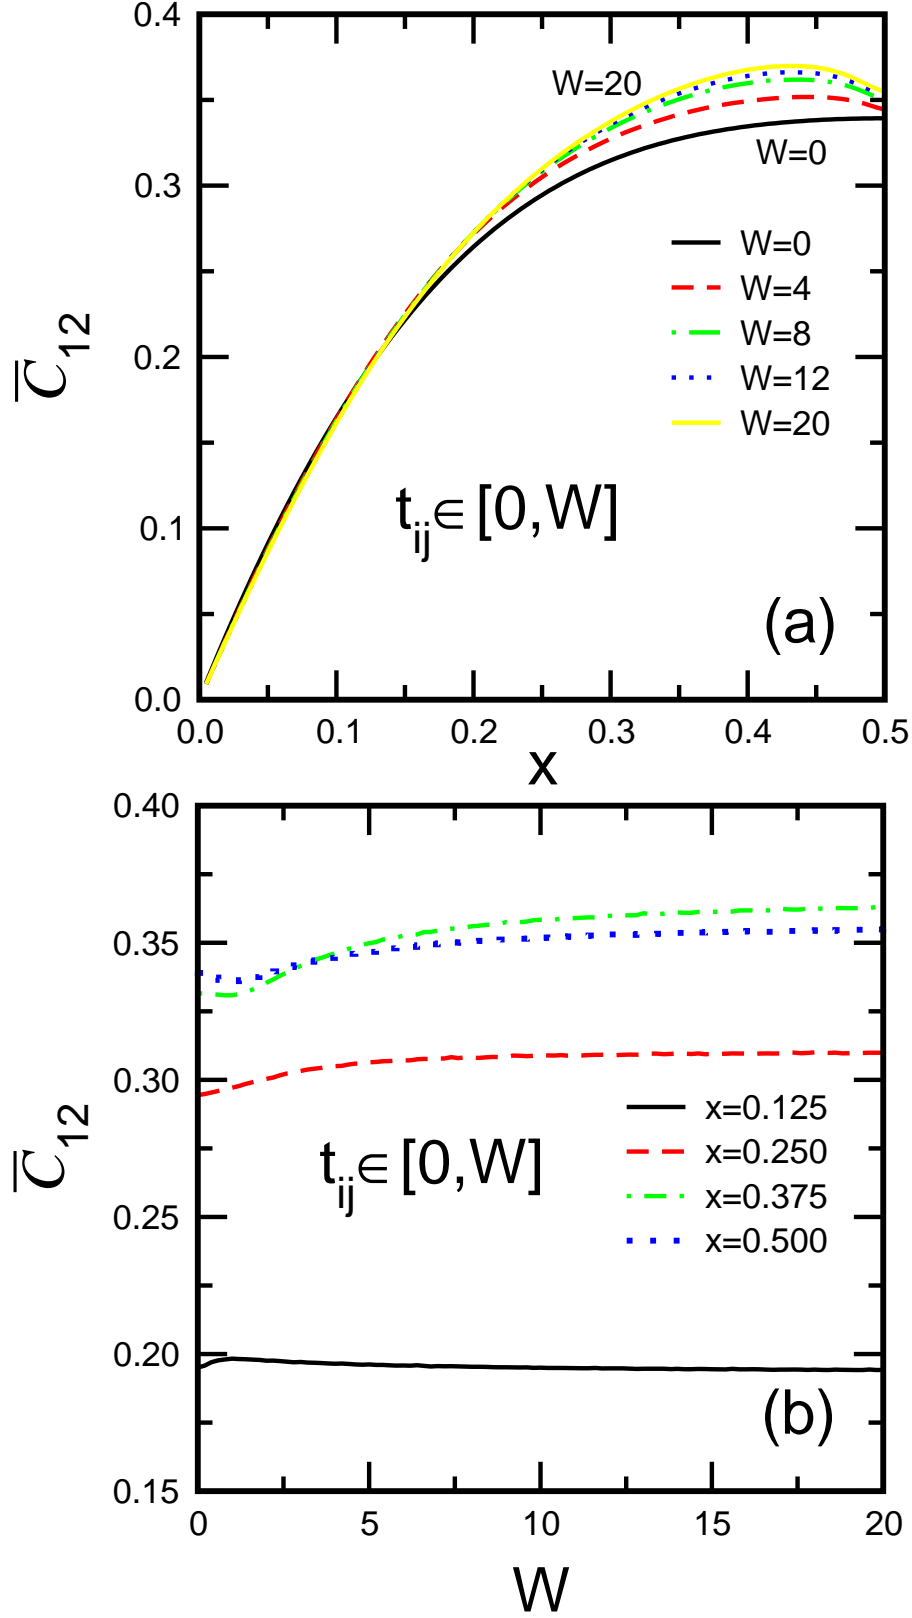 0.4
0.3
0.2
0.1
0.0
C̅₁₂
W=20
W=0
W=0
W=4
W=8
W=12
W=20
tᵢⱼ∈[0,W]
(a)
0.0 0.1 0.2 0.3 0.4 0.5
x
0.40
0.35
0.30
0.25
0.20
0.15
C̅₁₂
x=0.125
x=0.250
x=0.375
x=0.500
tᵢⱼ∈[0,W]
(b)
0 5 10 15 20
W